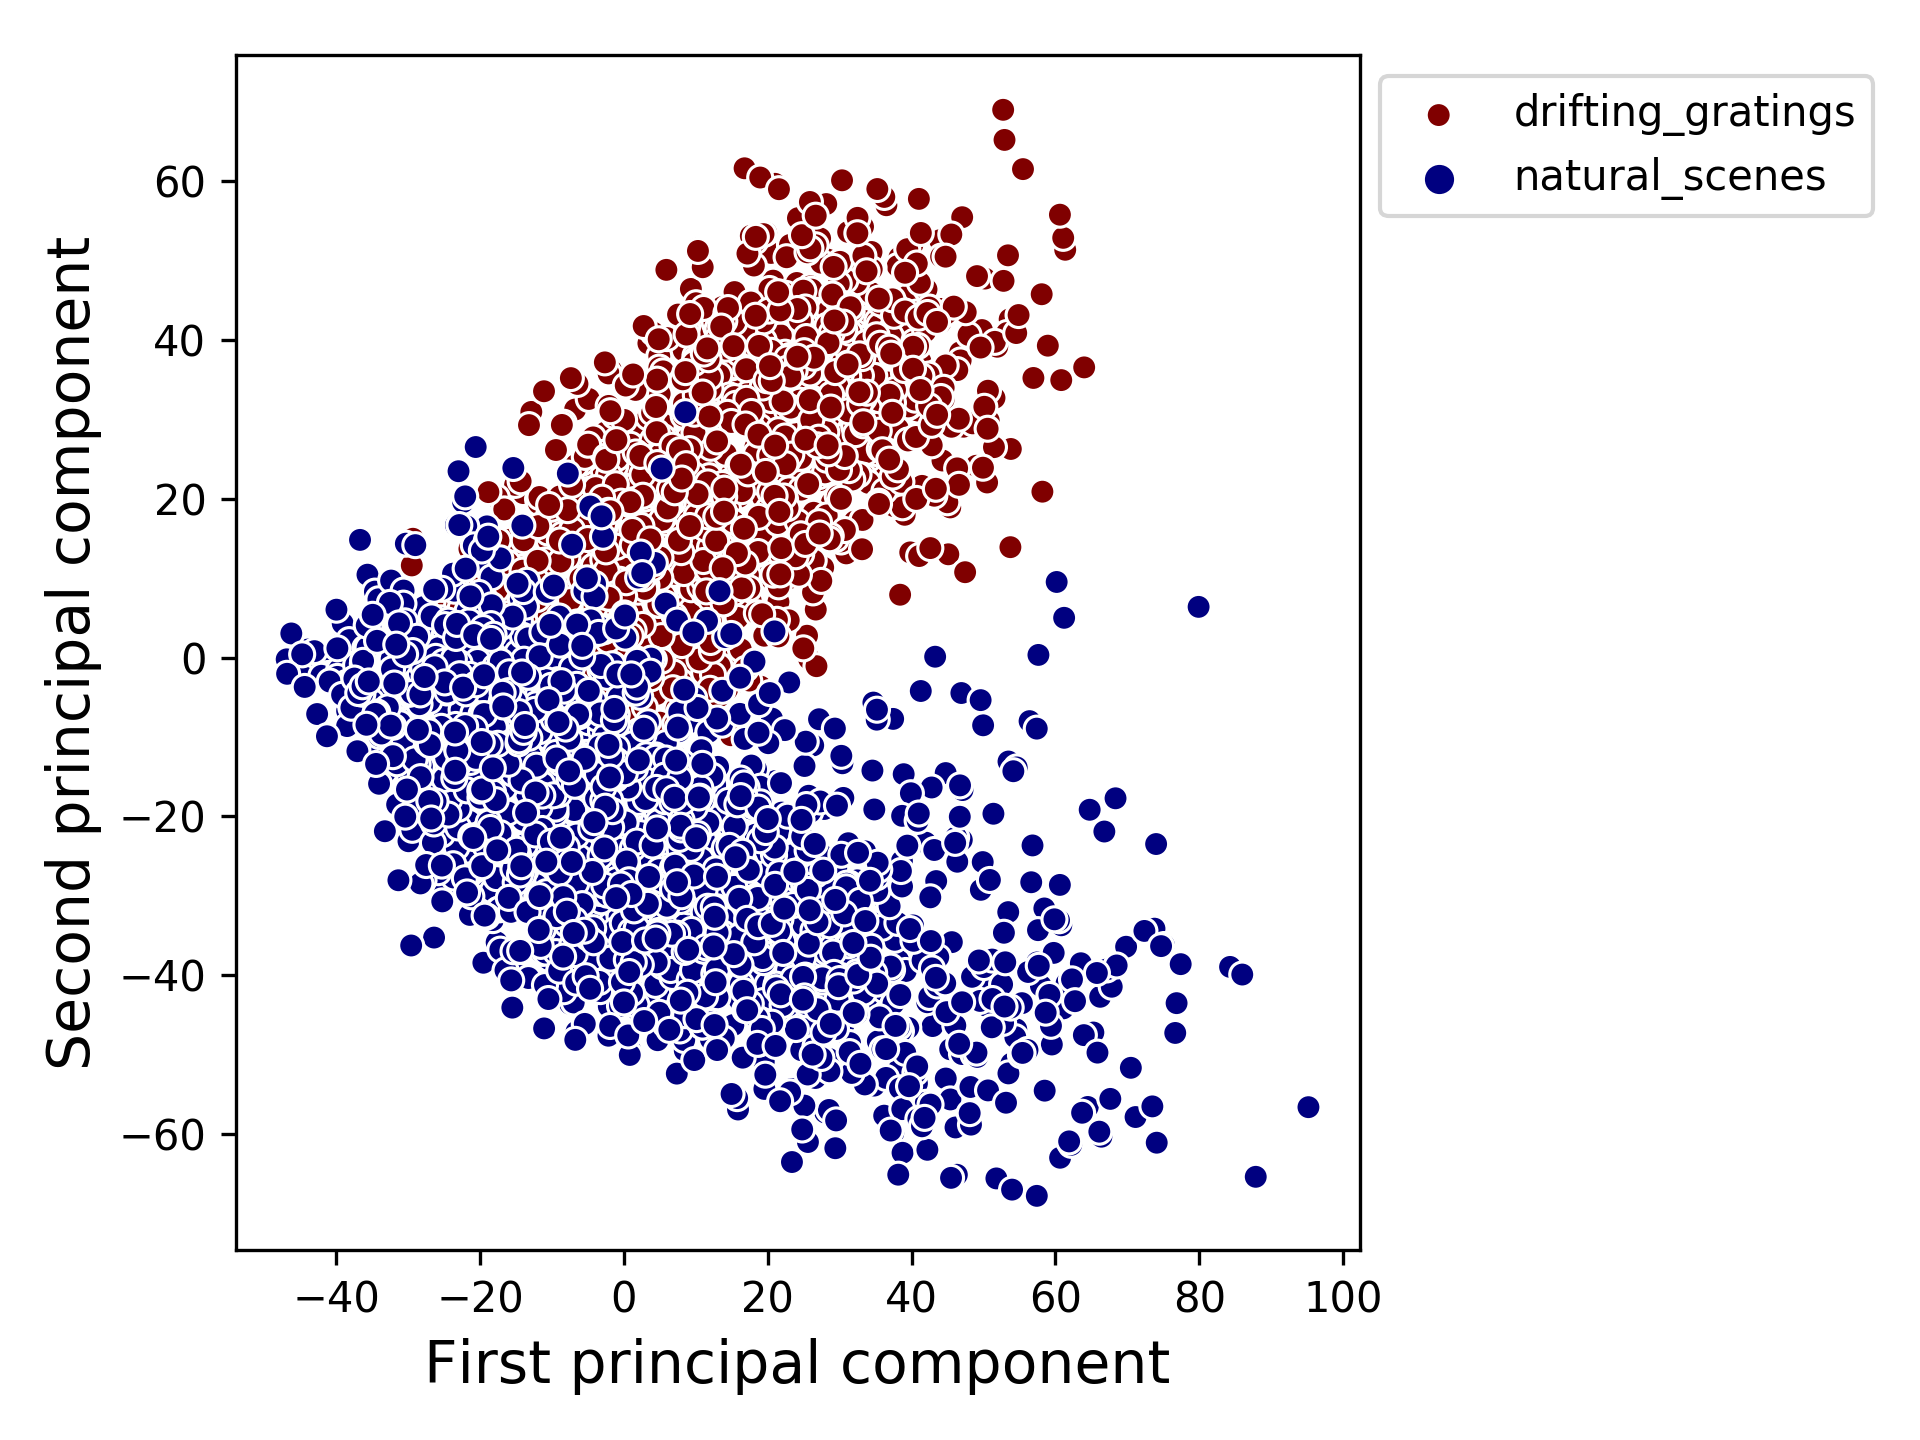 drifting_gratings
natural_scenes
60
40
20
0
−20
−40
−60
Second principal component
−40 −20 0 20 40 60 80 100
First principal component